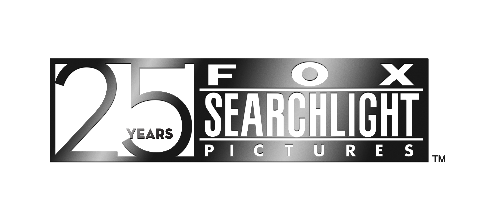 25
YEARS
FOX
SEARCHLIGHT
PICTURES
TM